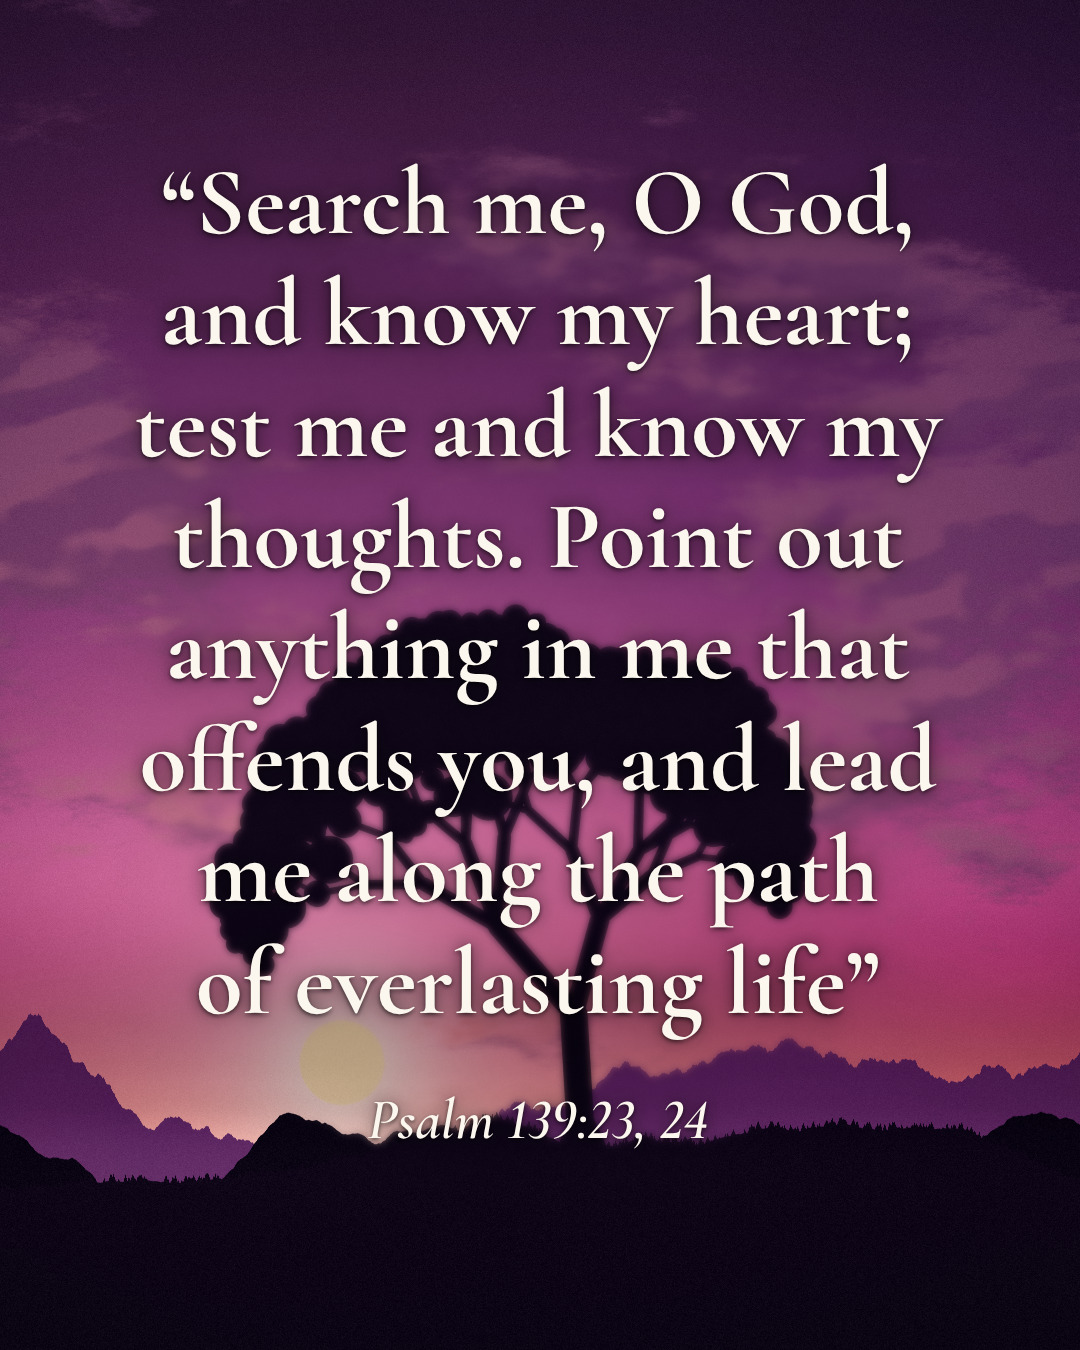 “Search me, O God,
and know my heart;
test me and know my
thoughts. Point out
anything in me that
offends you, and lead
me along the path
of everlasting life”
Psalm 139:23, 24